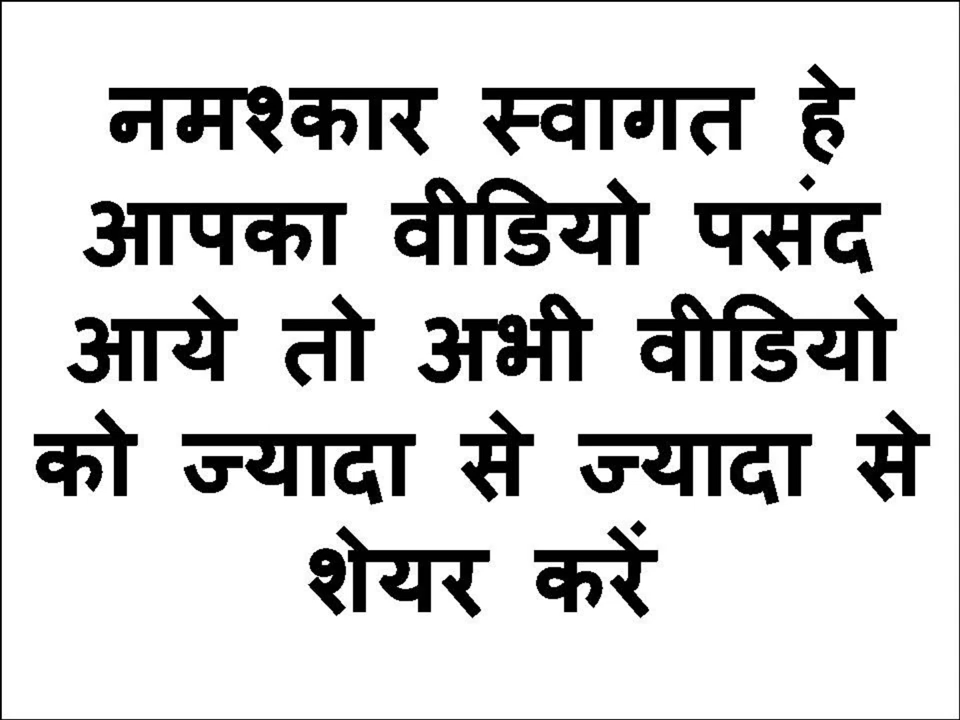 नमश्कार स्वागत हे
आपका वीडियो पसंद
आये तो अभी वीडियो
को ज्यादा से ज्यादा से
शेयर करें